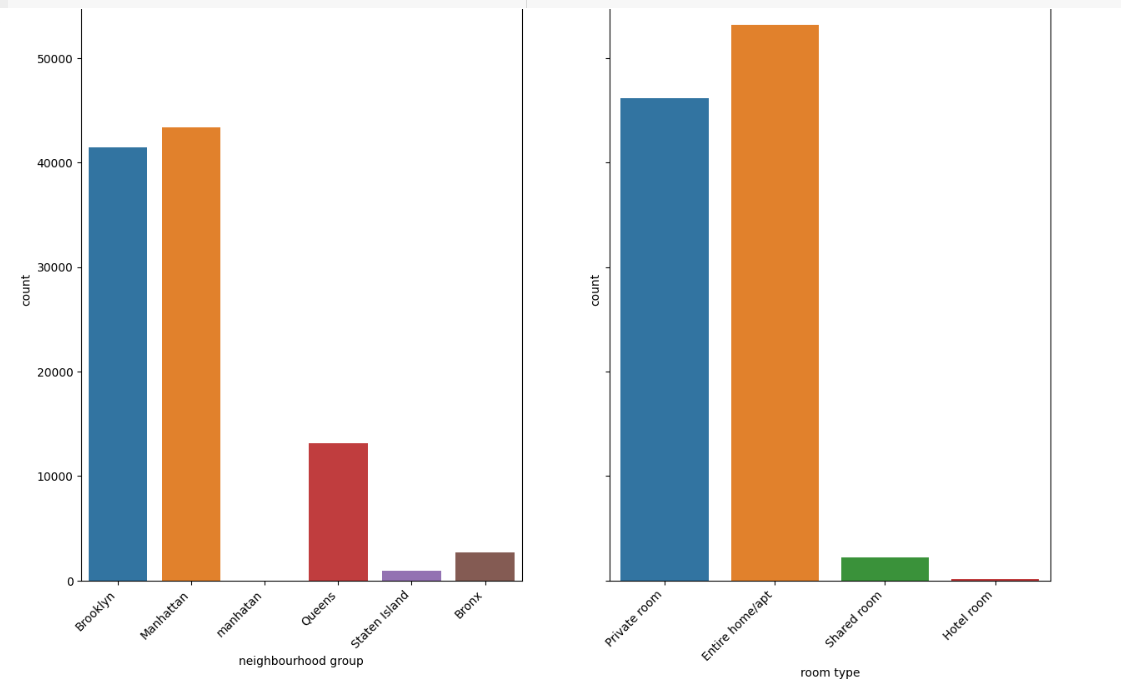 50000
40000
30000
20000
10000
0
count
Brooklyn
Manhattan
manhatan
Queens
Staten Island
Bronx
neighbourhood group
count
Private room
Entire home/apt
Shared room
Hotel room
room type